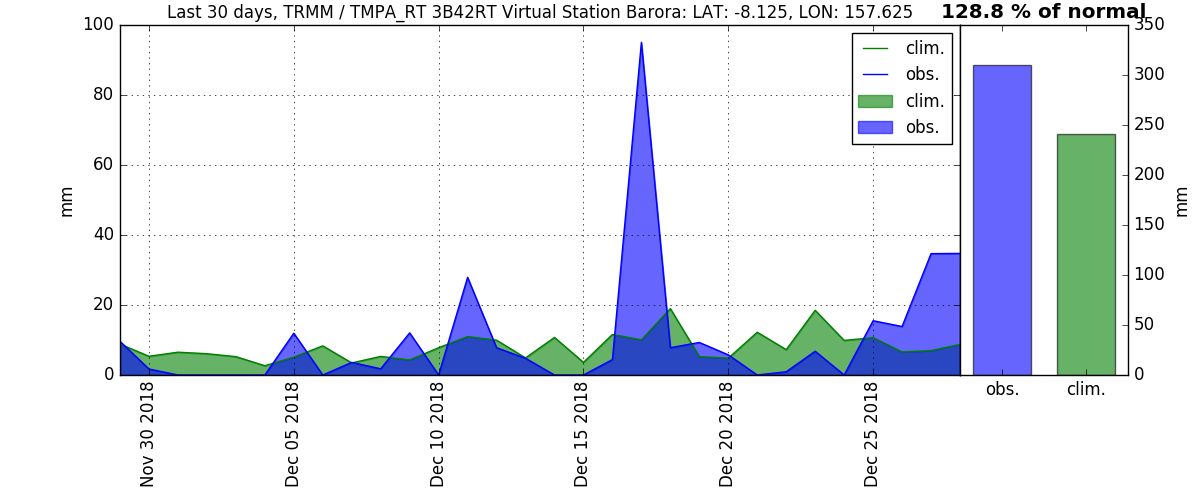 Last 30 days, TRMM / TMPA_RT 3B42RT Virtual Station Barora: LAT: -8.125, LON: 157.625
128.8 % of normal
100
80
60
40
20
0
mm
clim.
obs.
clim.
obs.
350
300
250
200
150
100
50
0
mm
Nov 30 2018
Dec 05 2018
Dec 10 2018
Dec 15 2018
Dec 20 2018
Dec 25 2018
obs.
clim.